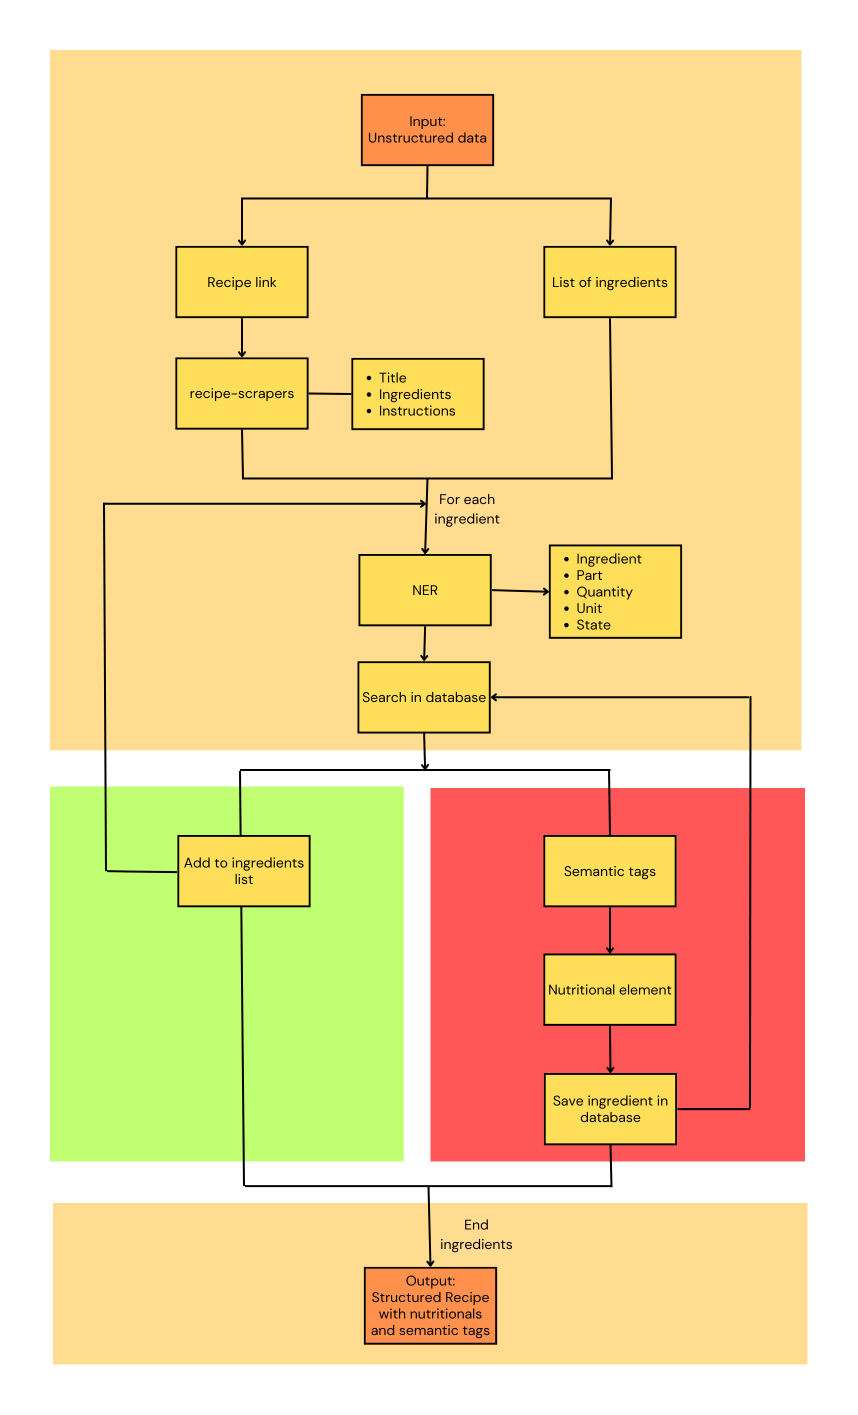 Input:
Unstructured data
Recipe link
List of ingredients
recipe-scrapers
• Title
• Ingredients
• Instructions
For each
ingredient
NER
• Ingredient
• Part
• Quantity
• Unit
• State
Search in database
Add to ingredients
list
Semantic tags
Nutritional element
Save ingredient in
database
End
ingredients
Output:
Structured Recipe
with nutritionals
and semantic tags